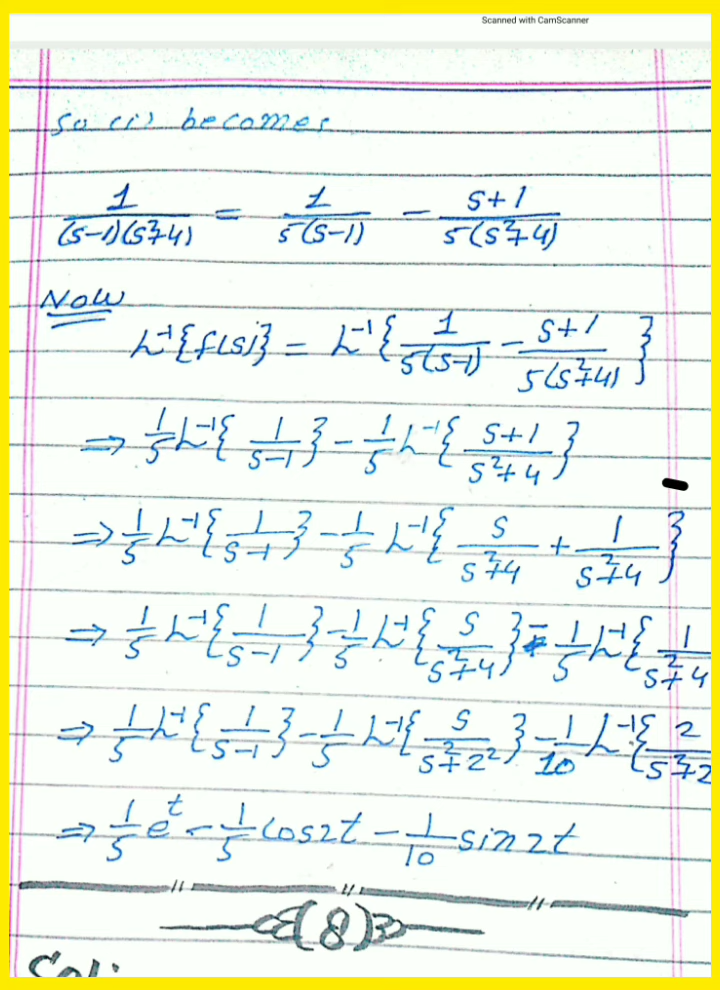 Scanned with CamScanner
So (i) becomes
1/((s-1)(s²+4)) = 1/(5(s-1)) - (s+1)/(5(s²+4))
Now
L⁻¹{f(s)} = L⁻¹{1/(5(s-1)) - (s+1)/(5(s²+4))}
⇒ 1/5 L⁻¹{1/(s-1)} - 1/5 L⁻¹{(s+1)/(s²+4)}
⇒ 1/5 L⁻¹{1/(s-1)} - 1/5 L⁻¹{s/(s²+4) + 1/(s²+4)}
⇒ 1/5 L⁻¹{1/(s-1)} - 1/5 L⁻¹{s/(s²+4)} - 1/5 L⁻¹{1/(s²+4
⇒ 1/5 L⁻¹{1/(s-1)} - 1/5 L⁻¹{s/(s²+2²)} - 1/10 L⁻¹{2/(s²+2
⇒ 1/5 eᵗ - 1/5 cos2t - 1/10 sin2t
(8)
Sol: